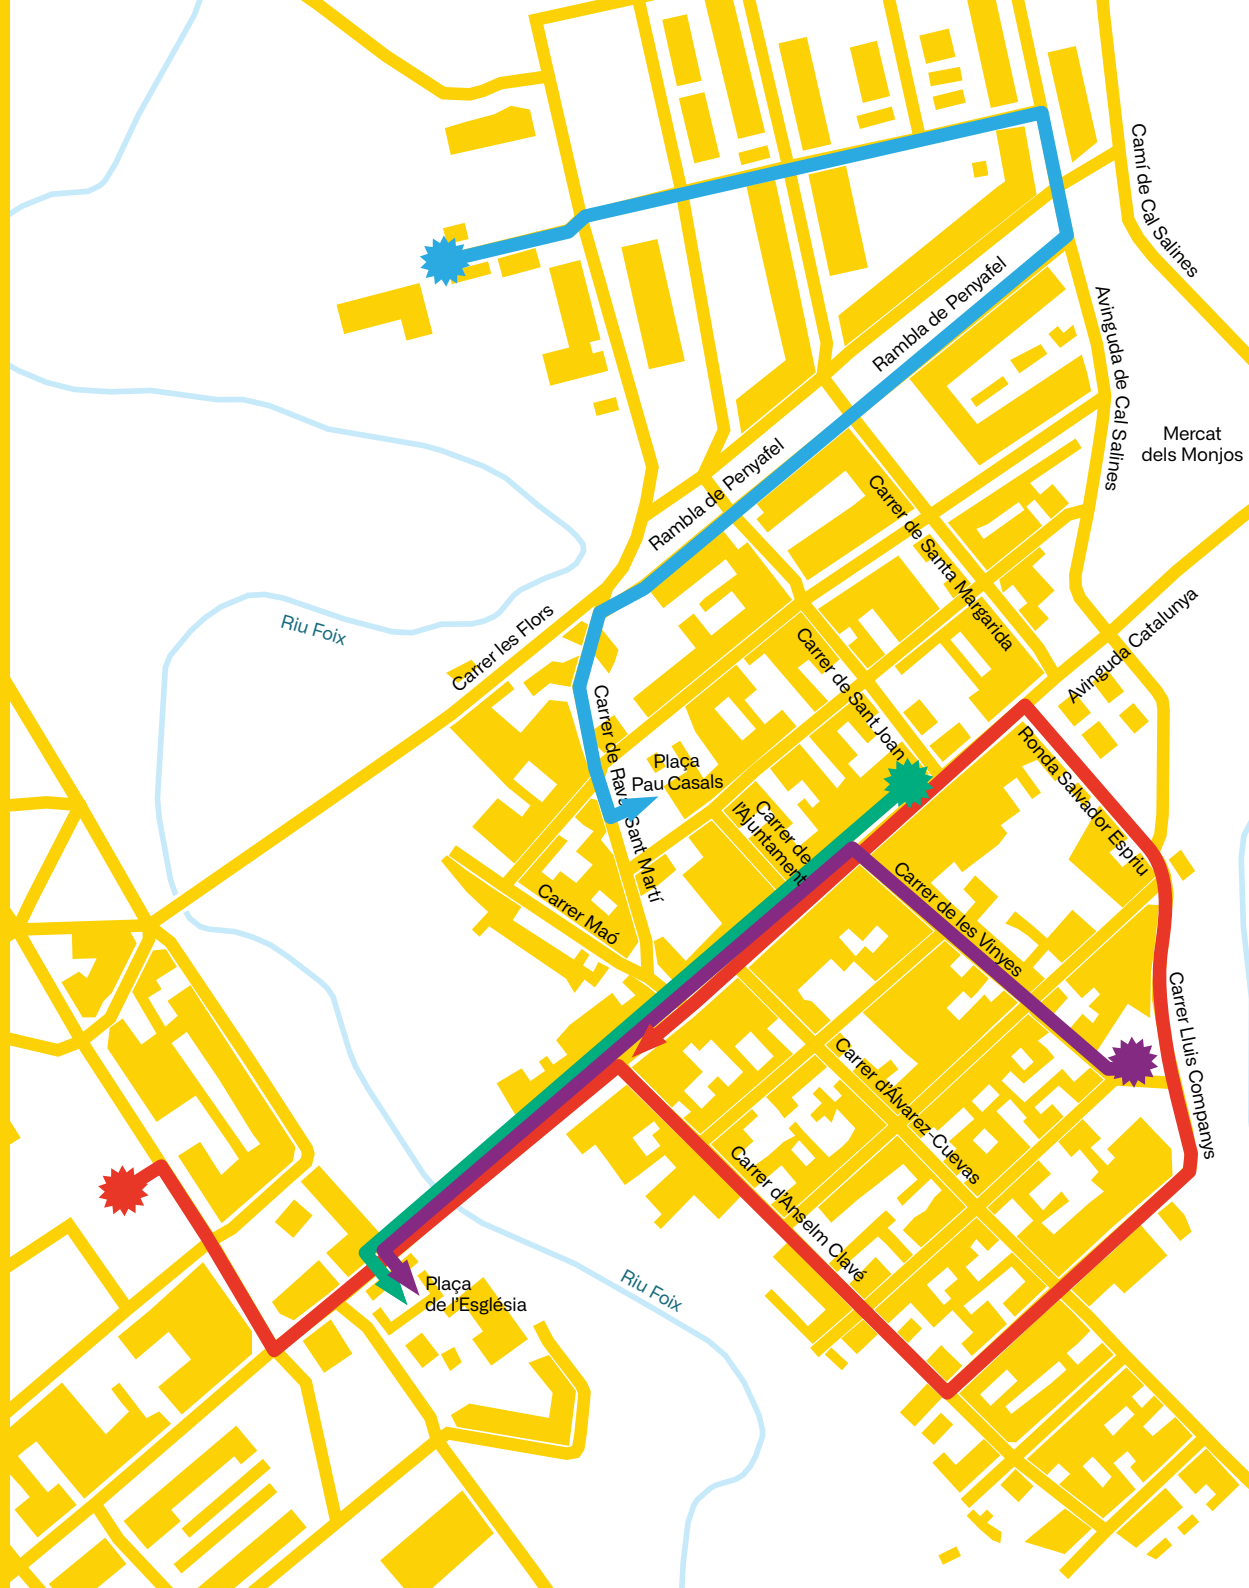 Camí de Cal Salines
Rambla de Penyafel
Avinguda de Cal Salines
Mercat
dels Monjos
Rambla de Penyafel
Carrer de Santa Margarida
Riu Foix
Carrer les Flors
Avinguda Catalunya
Carrer de Sant Joan
Carrer de Rava Sant Martí
Plaça
Pau Casals
Ronda Salvador Espriu
Carrer de
l'Ajuntament
Carrer Maó
Carrer de les Vinyes
Carrer Lluis Companys
Carrer d'Álvarez-Cuevas
Carrer d'Anselm Clavé
Plaça
de l'Església
Riu Foix